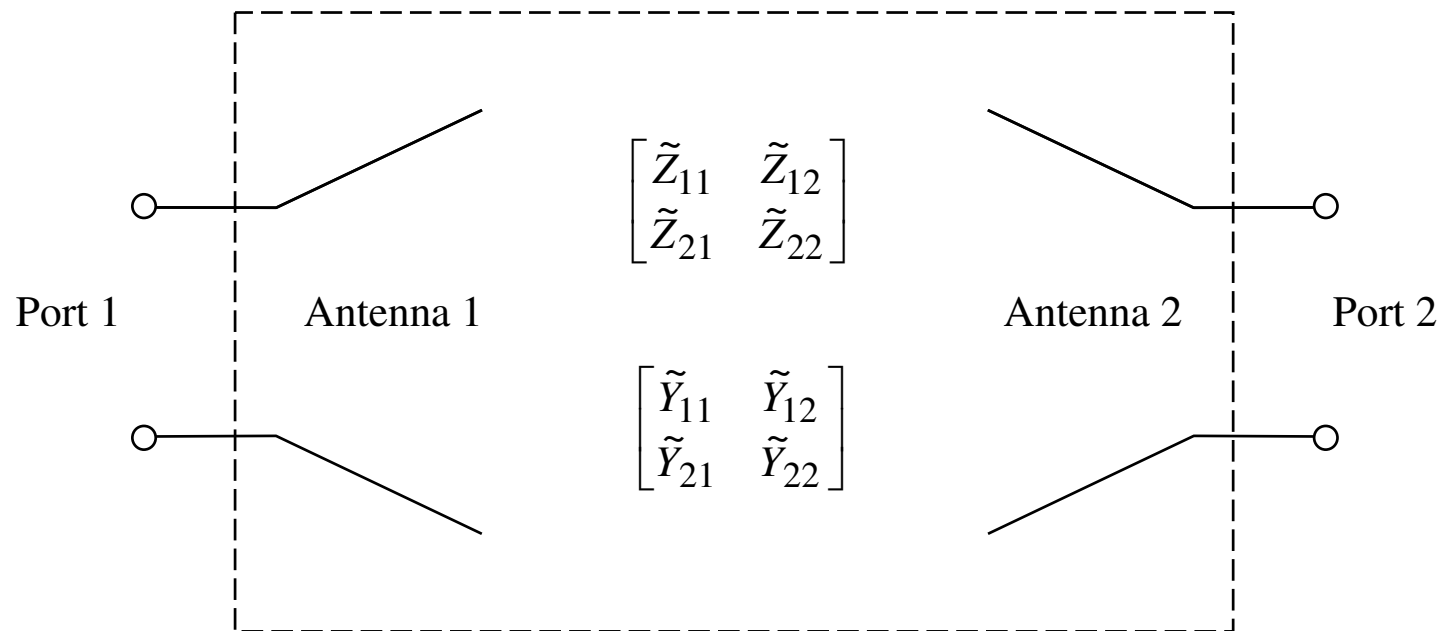 [Z̃11 Z̃12]
[Z̃21 Z̃22]
Port 1
Antenna 1
Antenna 2
Port 2
[Ỹ11 Ỹ12]
[Ỹ21 Ỹ22]